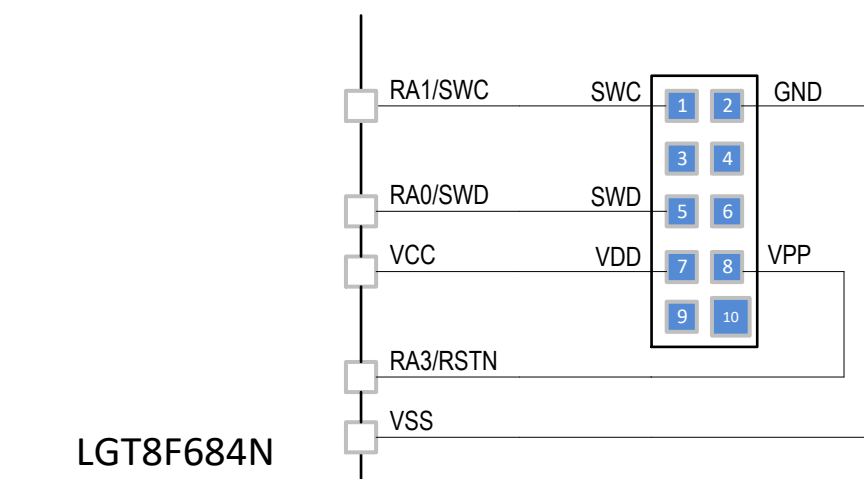 RA1/SWC SWC 1 2 GND
3 4
RA0/SWD SWD 5 6
VCC VDD 7 8 VPP
9 10
RA3/RSTN
VSS
LGT8F684N